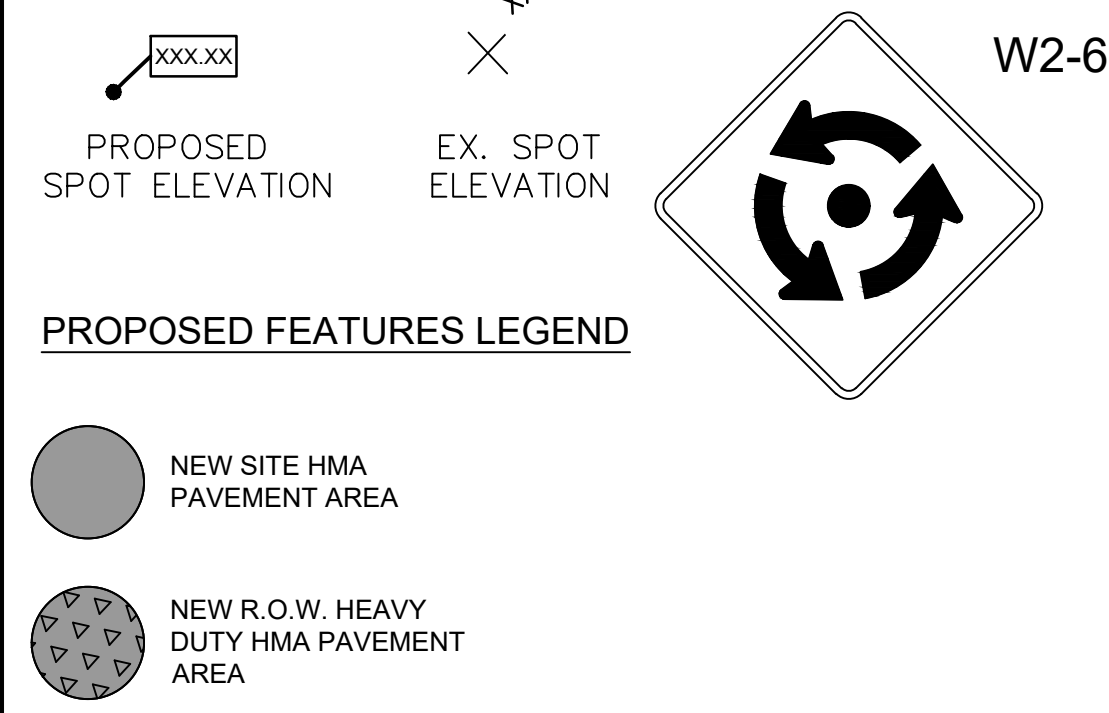 XXX.XX
W2-6
PROPOSED
SPOT ELEVATION
EX. SPOT
ELEVATION
PROPOSED FEATURES LEGEND
NEW SITE HMA
PAVEMENT AREA
NEW R.O.W. HEAVY
DUTY HMA PAVEMENT
AREA